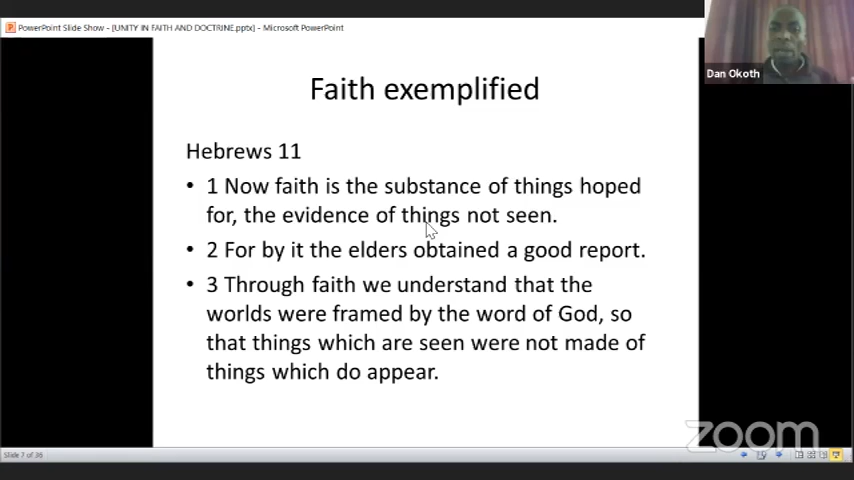 PowerPoint Slide Show - [UNITY IN FAITH AND DOCTRINE.pptx] - Microsoft PowerPoint
Dan Okoth
Faith exemplified
Hebrews 11
• 1 Now faith is the substance of things hoped
for, the evidence of things not seen.
• 2 For by it the elders obtained a good report.
• 3 Through faith we understand that the
worlds were framed by the word of God, so
that things which are seen were not made of
things which do appear.
zoom
Slide 7 of 36